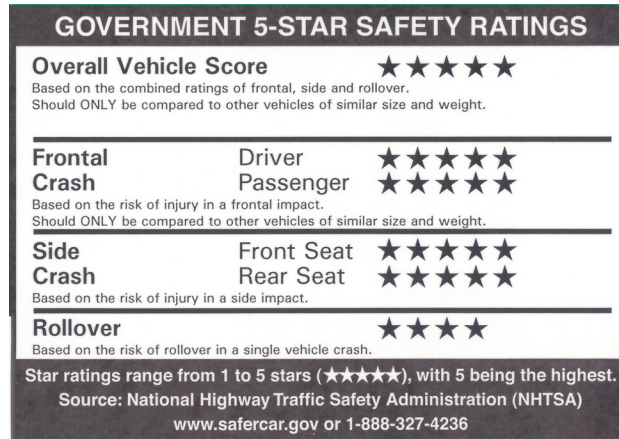 GOVERNMENT 5-STAR SAFETY RATINGS
Overall Vehicle Score ★★★★★
Based on the combined ratings of frontal, side and rollover.
Should ONLY be compared to other vehicles of similar size and weight.
Frontal Driver ★★★★★
Crash Passenger ★★★★★
Based on the risk of injury in a frontal impact.
Should ONLY be compared to other vehicles of similar size and weight.
Side Front Seat ★★★★★
Crash Rear Seat ★★★★★
Based on the risk of injury in a side impact.
Rollover ★★★★
Based on the risk of rollover in a single vehicle crash.
Star ratings range from 1 to 5 stars (★★★★★), with 5 being the highest.
Source: National Highway Traffic Safety Administration (NHTSA)
www.safercar.gov or 1-888-327-4236